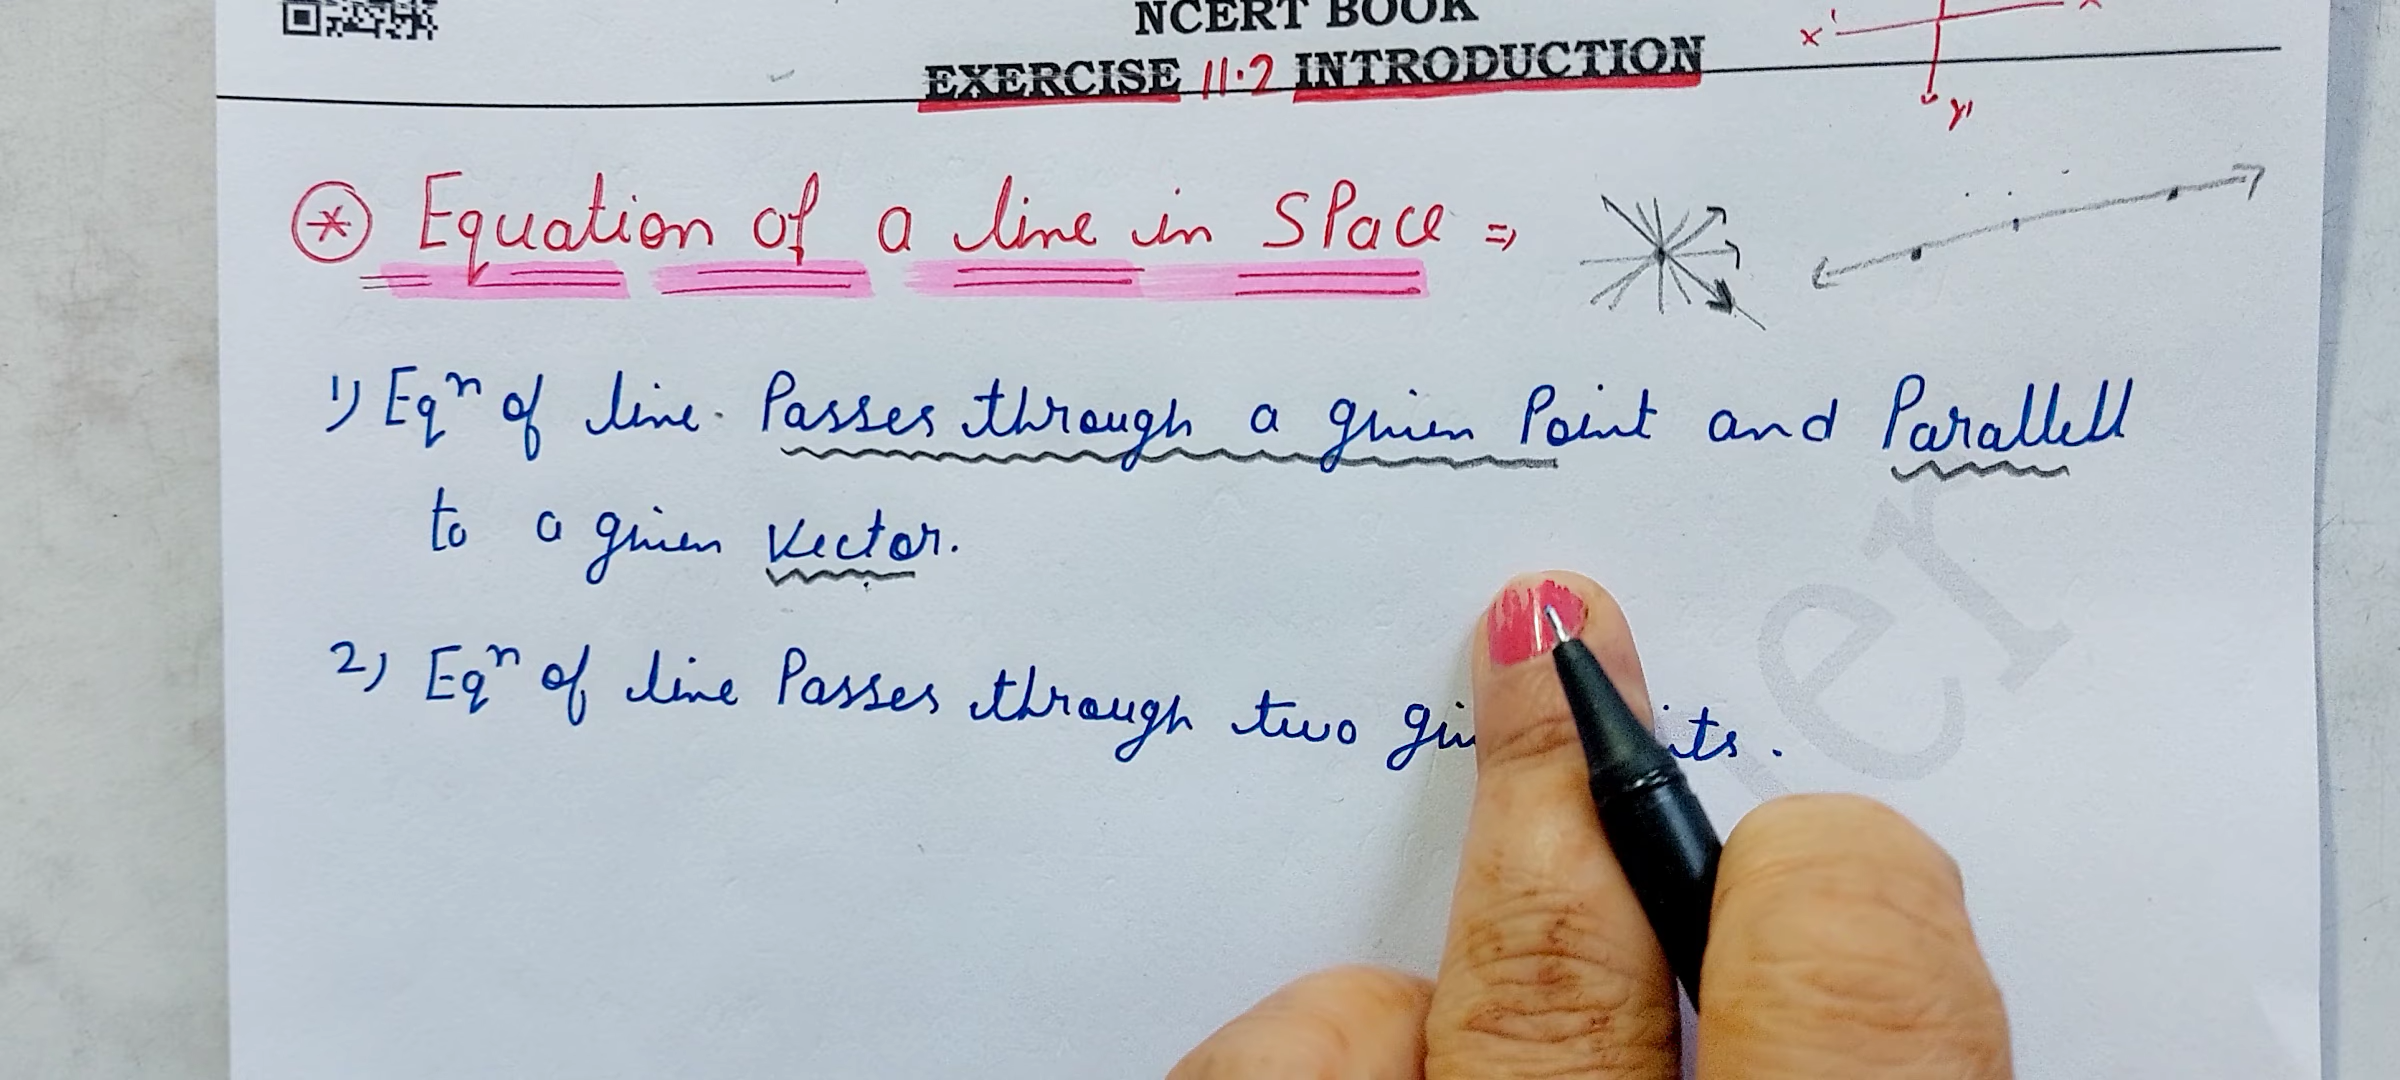 NCERT BOOK
EXERCISE 11.2 INTRODUCTION
X'
y'
* Equation of a line in SPace =>
1) Eqⁿ of line. Passes through a given Point and Parallell
to a given Vector.
2) Eqⁿ of line Passes through two